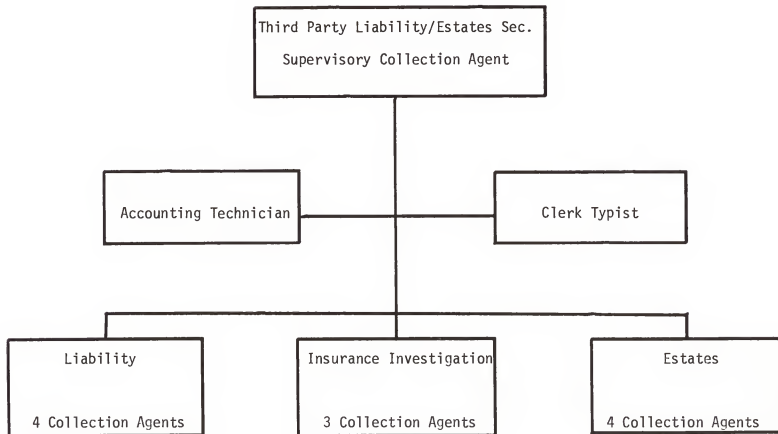 Third Party Liability/Estates Sec.
Supervisory Collection Agent
Accounting Technician
Clerk Typist
Liability
4 Collection Agents
Insurance Investigation
3 Collection Agents
Estates
4 Collection Agents